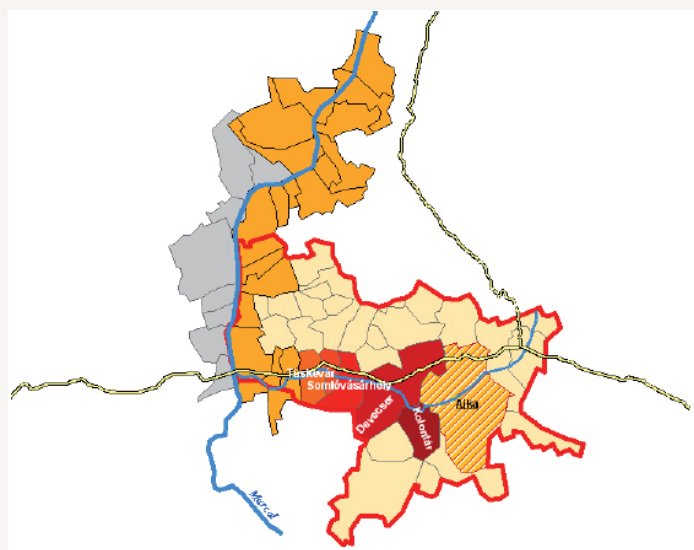 Tüskevár
Somlóvásárhely
Devecser
Kolontár
Ajka
Marcal